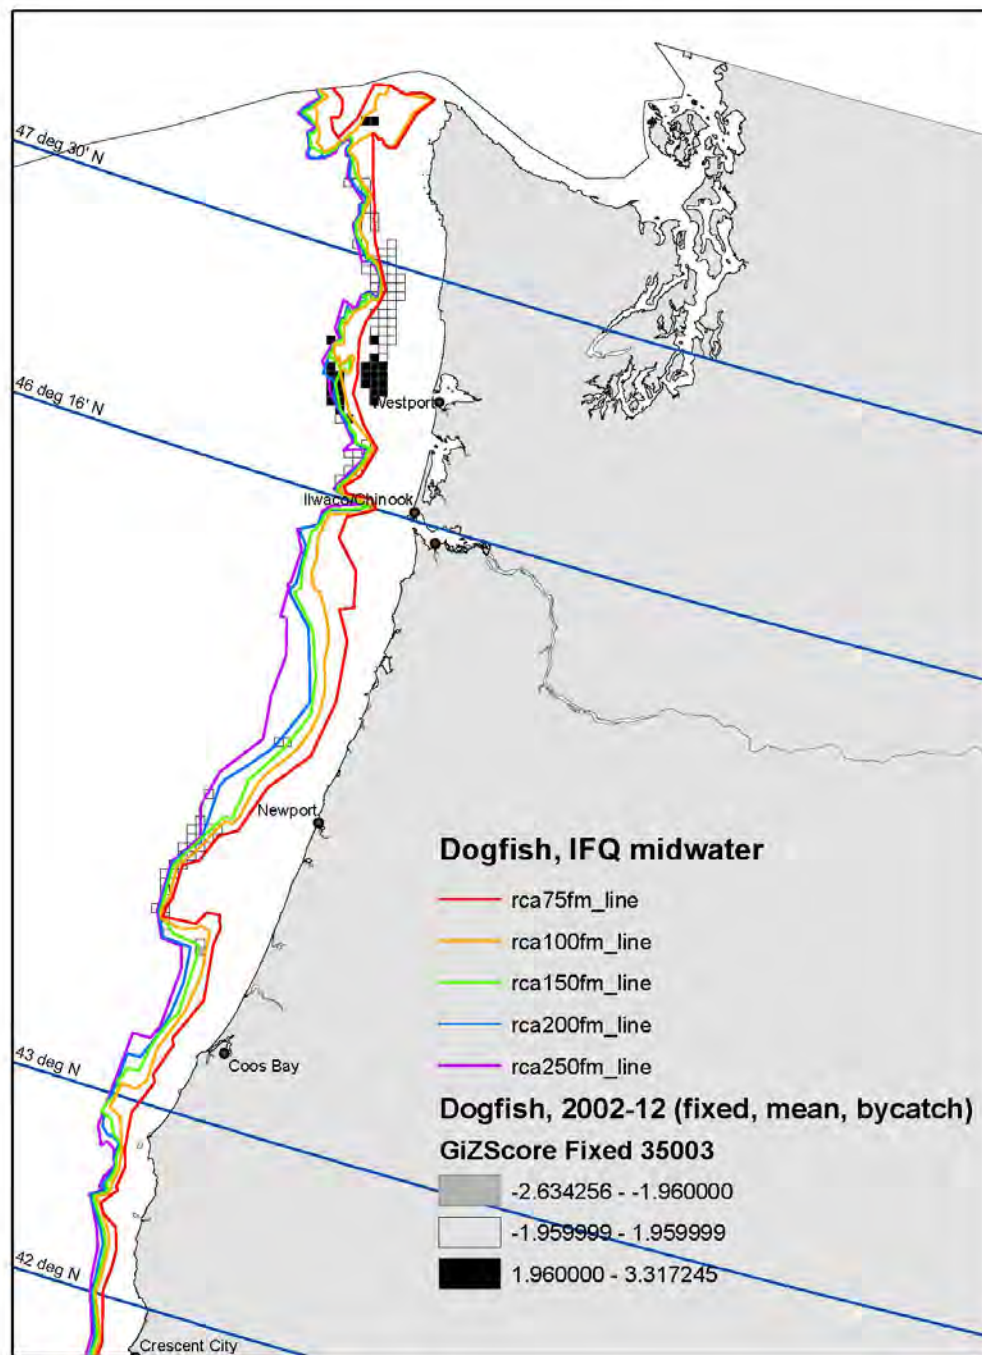 47 deg 30' N
46 deg 16' N
Westport
Ilwaco/Chinook
Newport
Dogfish, IFQ midwater
rca75fm_line
rca100fm_line
rca150fm_line
rca200fm_line
rca250fm_line
Coos Bay
43 deg N
Dogfish, 2002-12 (fixed, mean, bycatch)
GiZScore Fixed 35003
-2.634256 - -1.960000
-1.959999 - 1.959999
1.960000 - 3.317245
42 deg N
Crescent City